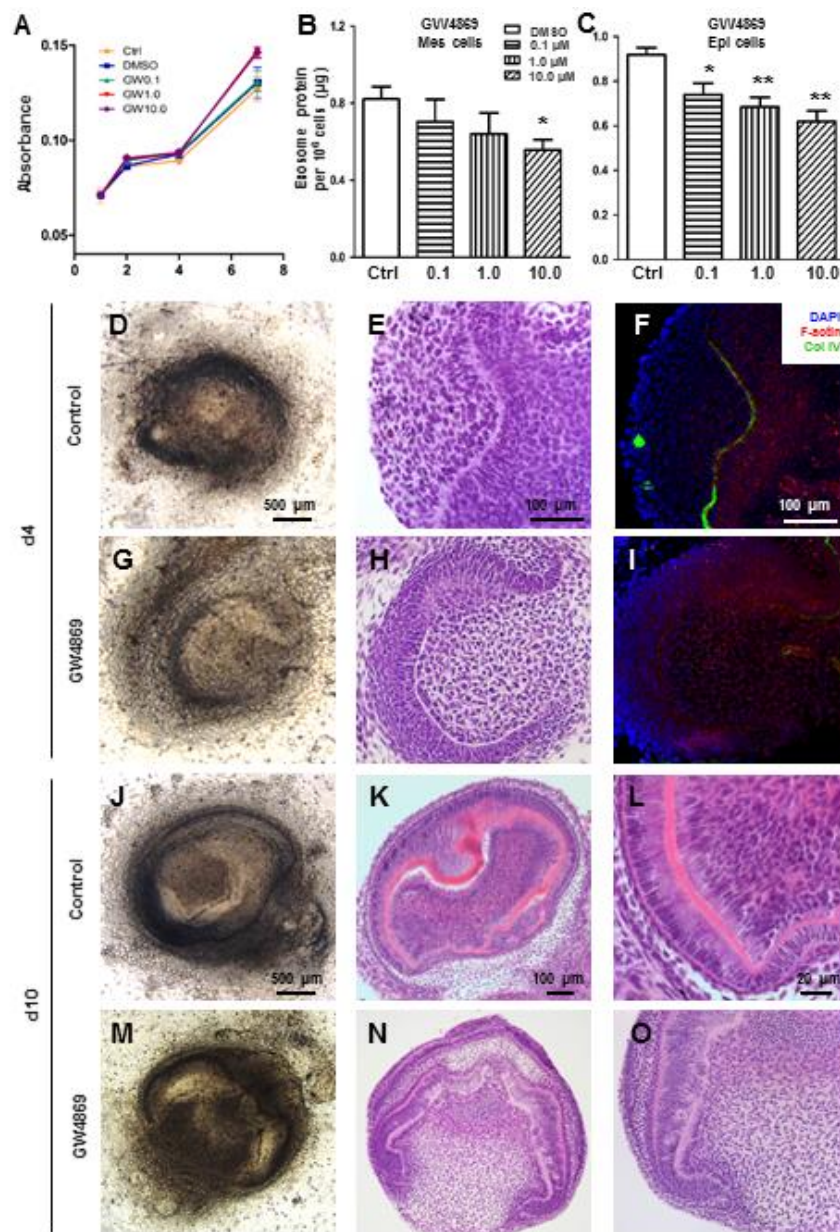 A
Absorbance
0.15
0.10
0.05
0 2 4 6 8
Ctrl
DMSO
GW0.1
GW1.0
GW10.0
B
GW4869
Mes cells
Exosome protein
per 10⁶ cells (µg)
1.2
0.8
0.4
0.0
DMSO
0.1 µM
1.0 µM
10.0 µM
*
Ctrl 0.1 1.0 10.0
C
GW4869
Epi cells
1.0
0.8
0.6
0.4
0.2
0.0
* ** **
Ctrl 0.1 1.0 10.0
d4
Control
D
500 µm
E
100 µm
F
DAPI
F-actin
Col IV
100 µm
GW4869
G
H
I
d10
Control
J
500 µm
K
100 µm
L
20 µm
GW4869
M
N
O